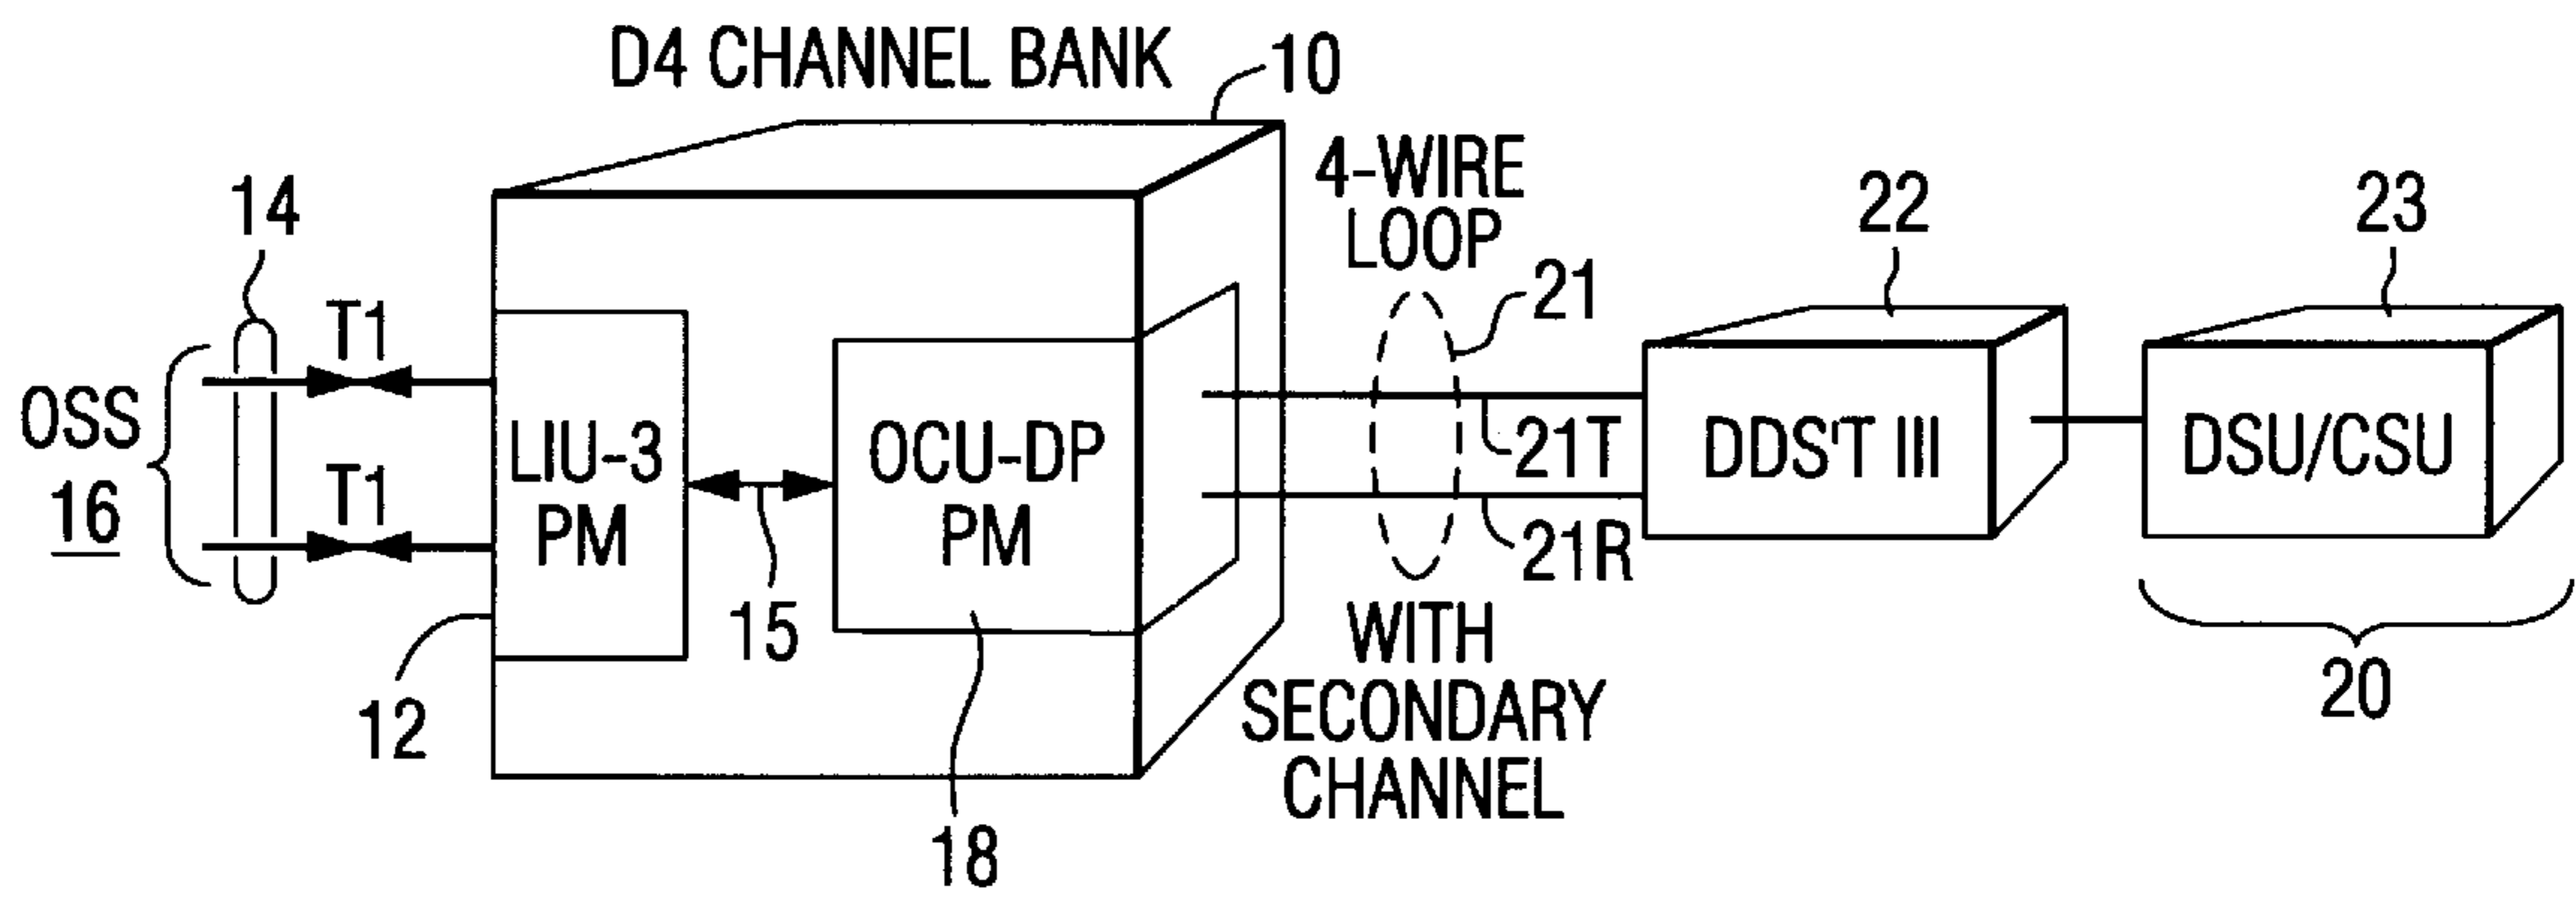 D4 CHANNEL BANK
10
14
T1
T1
OSS
16
LIU-3
PM
12
15
OCU-DP
PM
18
4-WIRE
LOOP
21
21T
21R
WITH
SECONDARY
CHANNEL
22
DDS'T III
23
DSU/CSU
20